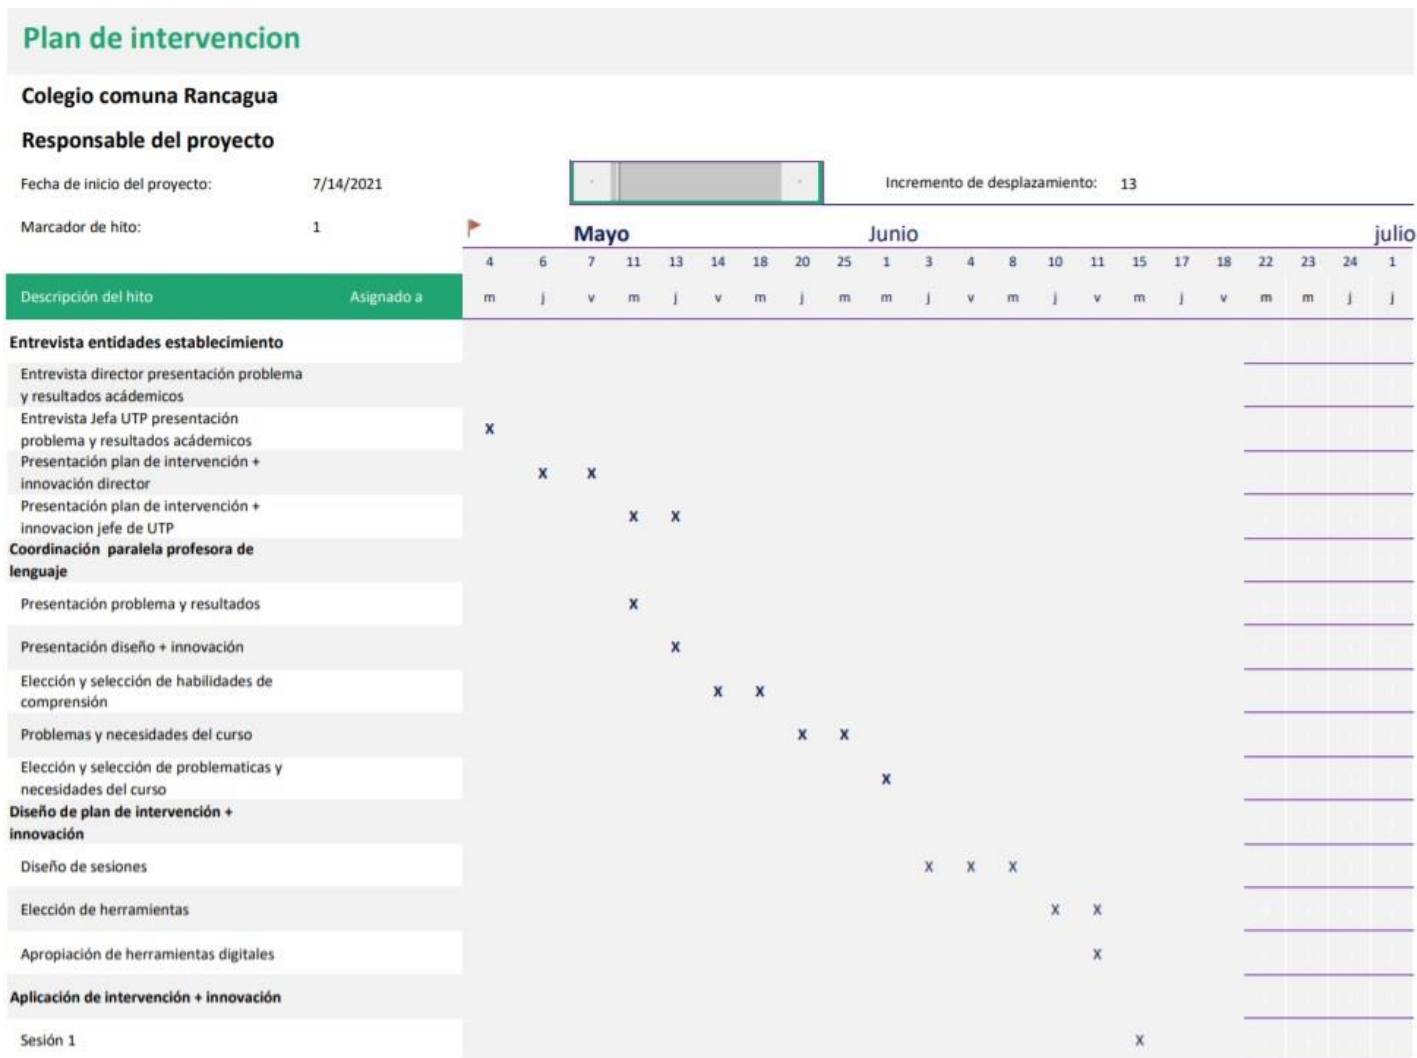 Plan de intervencion
Colegio comuna Rancagua
Responsable del proyecto
Fecha de inicio del proyecto: 7/14/2021 Incremento de desplazamiento: 13
Marcador de hito: 1 Mayo Junio julio
4 6 7 11 13 14 18 20 25 1 3 4 8 10 11 15 17 18 22 23 24 1
Descripción del hito Asignado a m j v m j v m j m m j v m j v m j v m m j j
Entrevista entidades establecimiento
Entrevista director presentación problema
y resultados acádemicos
Entrevista Jefa UTP presentación
problema y resultados acádemicos X
Presentación plan de intervención +
innovación director X X
Presentación plan de intervención +
innovacion jefe de UTP X X
Coordinación paralela profesora de
lenguaje
Presentación problema y resultados X
Presentación diseño + innovación X
Elección y selección de habilidades de
comprensión X X
Problemas y necesidades del curso X X
Elección y selección de problematicas y
necesidades del curso X
Diseño de plan de intervención +
innovación
Diseño de sesiones X X X
Elección de herramientas X X
Apropiación de herramientas digitales X
Aplicación de intervención + innovación
Sesión 1 X